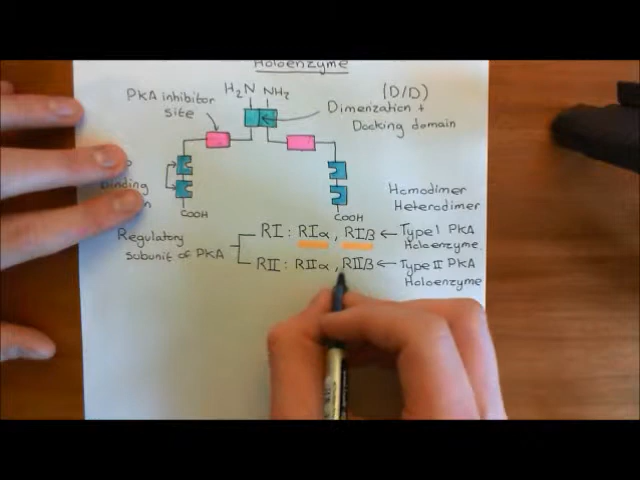 Holoenzyme
H₂N NH₂ (D/D)
PKA inhibitor site
Dimerization +
Docking domain
COOH
COOH
Homodimer
Heterodimer
Regulatory
subunit of PKA
RI : RIα , RIβ ← Type I PKA
Holoenzyme.
RII : RIIα , RIIβ ← Type II PKA
Holoenzyme